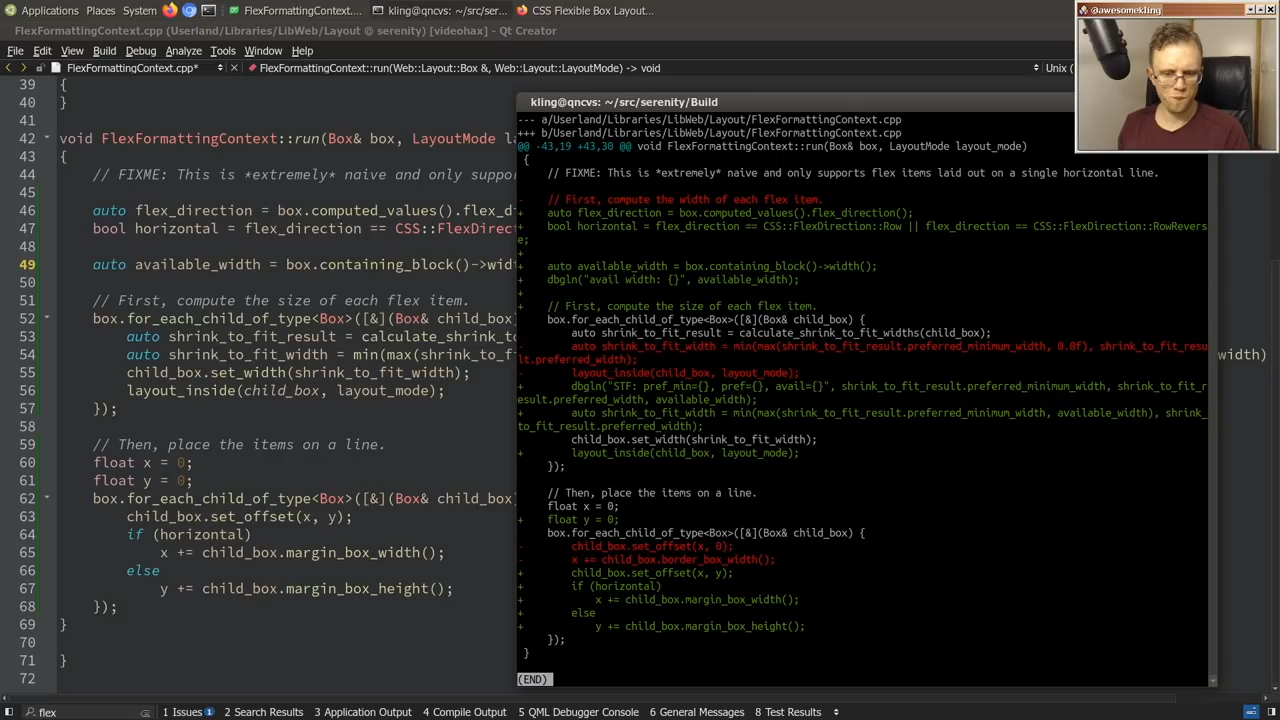 Applications Places System FlexFormattingContext.... kling@qncvs: ~/src/ser... CSS Flexible Box Layout...
FlexFormattingContext.cpp (Userland/Libraries/LibWeb/Layout @ serenity) [videohax] - Qt Creator
@awesomekling
File Edit View Build Debug Analyze Tools Window Help
FlexFormattingContext.cpp* FlexFormattingContext::run(Web::Layout::Box &, Web::Layout::LayoutMode) -> void Unix (
39 {
40 }
41
42 void FlexFormattingContext::run(Box& box, LayoutMode la
43 {
44 // FIXME: This is *extremely* naive and only suppor
45
46 auto flex_direction = box.computed_values().flex_di
47 bool horizontal = flex_direction == CSS::FlexDirect
48
49 auto available_width = box.containing_block()->widt
50
51 // First, compute the size of each flex item.
52 box.for_each_child_of_type<Box>([&](Box& child_box)
53 auto shrink_to_fit_result = calculate_shrink_to
54 auto shrink_to_fit_width = min(max(shrink_to_f width)
55 child_box.set_width(shrink_to_fit_width);
56 layout_inside(child_box, layout_mode);
57 });
58
59 // Then, place the items on a line.
60 float x = 0;
61 float y = 0;
62 box.for_each_child_of_type<Box>([&](Box& child_box)
63 child_box.set_offset(x, y);
64 if (horizontal)
65 x += child_box.margin_box_width();
66 else
67 y += child_box.margin_box_height();
68 });
69 }
70
71 }
72
kling@qncvs: ~/src/serenity/Build
--- a/Userland/Libraries/LibWeb/Layout/FlexFormattingContext.cpp
+++ b/Userland/Libraries/LibWeb/Layout/FlexFormattingContext.cpp
@@ -43,19 +43,30 @@ void FlexFormattingContext::run(Box& box, LayoutMode layout_mode)
{
// FIXME: This is *extremely* naive and only supports flex items laid out on a single horizontal line.
- // First, compute the width of each flex item.
+ auto flex_direction = box.computed_values().flex_direction();
+ bool horizontal = flex_direction == CSS::FlexDirection::Row || flex_direction == CSS::FlexDirection::RowRevers
e;
+
+ auto available_width = box.containing_block()->width();
+ dbgln("avail width: {}", available_width);
+
+ // First, compute the size of each flex item.
box.for_each_child_of_type<Box>([&](Box& child_box) {
auto shrink_to_fit_result = calculate_shrink_to_fit_widths(child_box);
- auto shrink_to_fit_width = min(max(shrink_to_fit_result.preferred_minimum_width, 0.0f), shrink_to_fit_resu
lt.preferred_width);
- layout_inside(child_box, layout_mode);
+ dbgln("STF: pref_min={}, pref={}, avail={}", shrink_to_fit_result.preferred_minimum_width, shrink_to_fit_r
esult.preferred_width, available_width);
+ auto shrink_to_fit_width = min(max(shrink_to_fit_result.preferred_minimum_width, available_width), shrink_
to_fit_result.preferred_width);
child_box.set_width(shrink_to_fit_width);
+ layout_inside(child_box, layout_mode);
});
// Then, place the items on a line.
float x = 0;
+ float y = 0;
box.for_each_child_of_type<Box>([&](Box& child_box) {
- child_box.set_offset(x, 0);
- x += child_box.border_box_width();
+ child_box.set_offset(x, y);
+ if (horizontal)
+ x += child_box.margin_box_width();
+ else
+ y += child_box.margin_box_height();
});
}
(END)
flex 1 Issues 1 2 Search Results 3 Application Output 4 Compile Output 5 QML Debugger Console 6 General Messages 8 Test Results